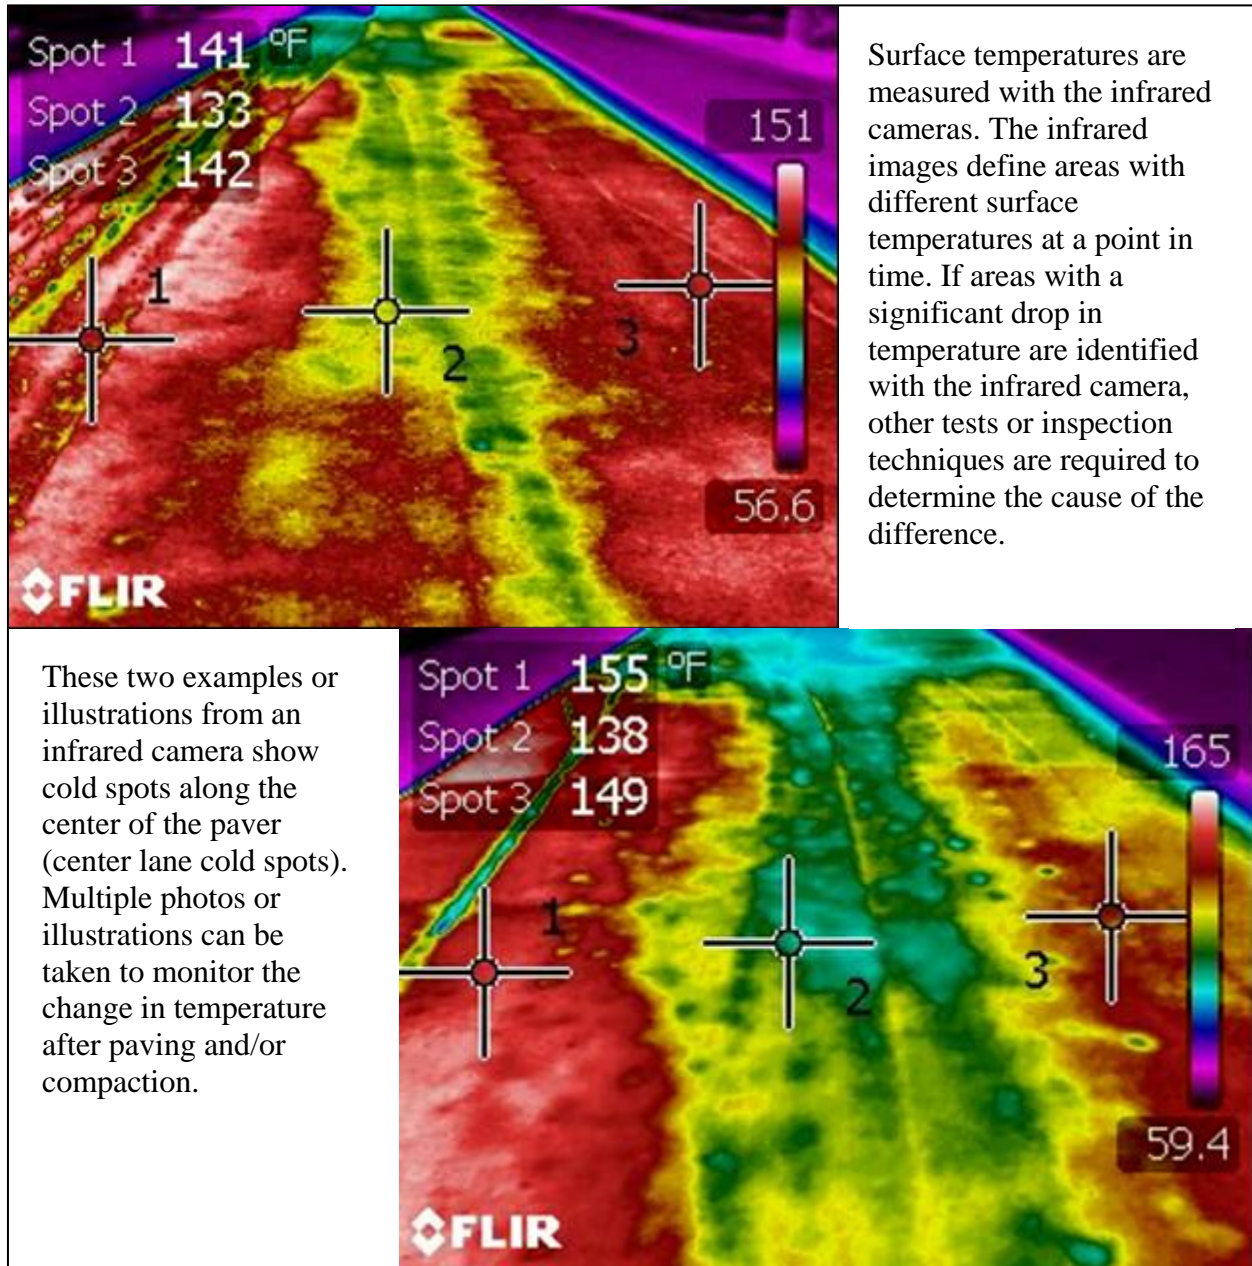 Spot 1 141 °F
Spot 2 133
Spot 3 142
151
1
2
3
56.6
FLIR
Surface temperatures are
measured with the infrared
cameras. The infrared
images define areas with
different surface
temperatures at a point in
time. If areas with a
significant drop in
temperature are identified
with the infrared camera,
other tests or inspection
techniques are required to
determine the cause of the
difference.
These two examples or
illustrations from an
infrared camera show
cold spots along the
center of the paver
(center lane cold spots).
Multiple photos or
illustrations can be
taken to monitor the
change in temperature
after paving and/or
compaction.
Spot 1 155 °F
Spot 2 138
Spot 3 149
165
1
2
3
59.4
FLIR